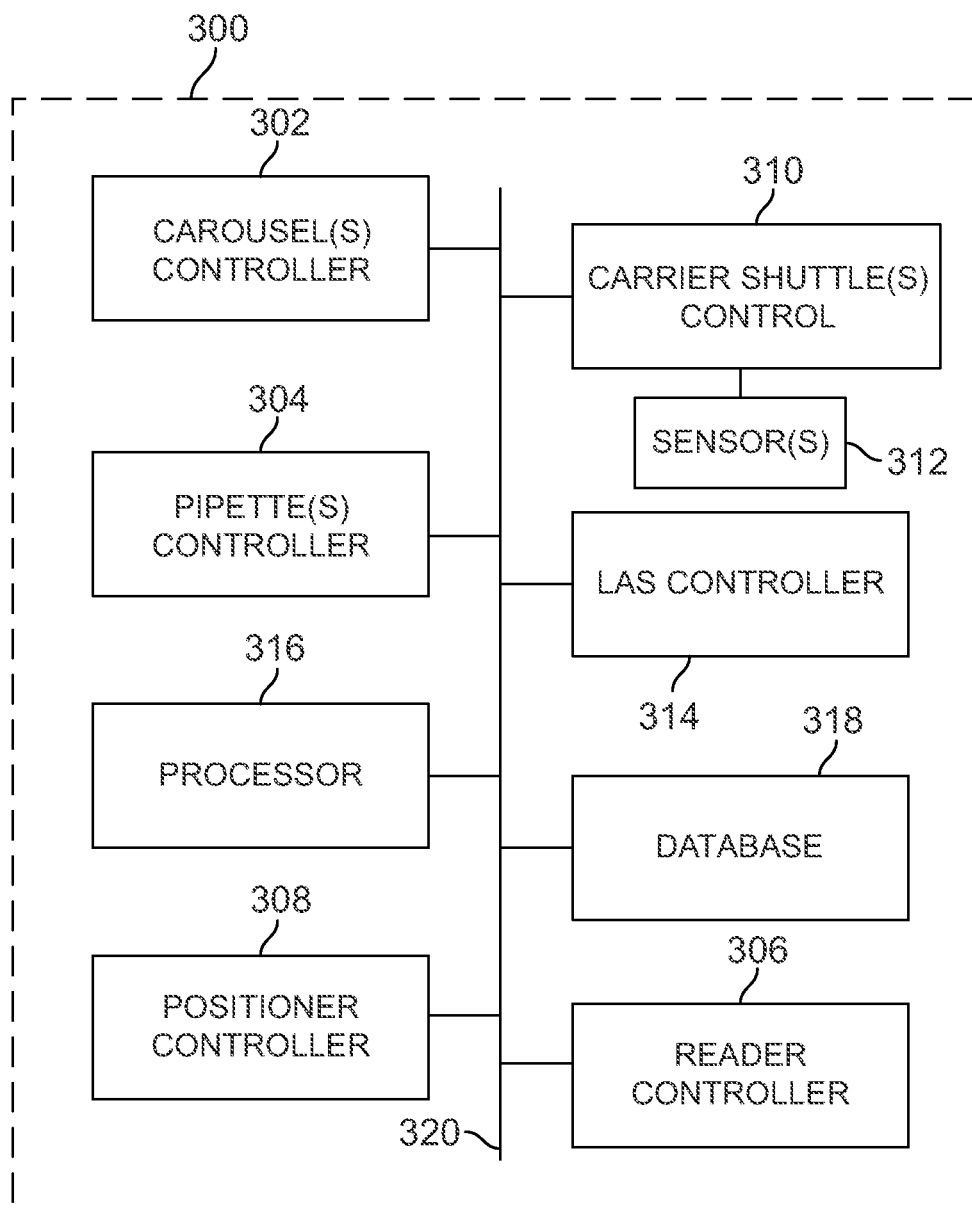 300
302
CAROUSEL(S)
CONTROLLER
310
CARRIER SHUTTLE(S)
CONTROL
SENSOR(S)
312
304
PIPETTE(S)
CONTROLLER
LAS CONTROLLER
314
316
PROCESSOR
318
DATABASE
308
POSITIONER
CONTROLLER
306
READER
CONTROLLER
320